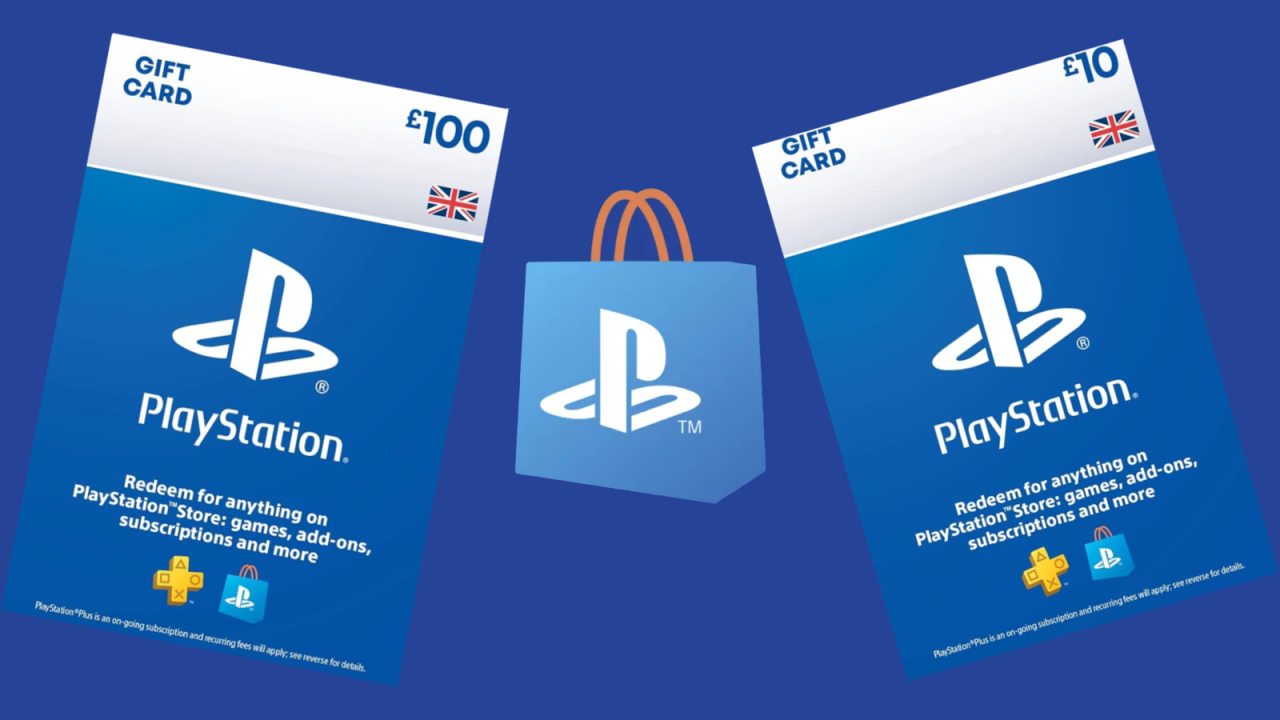 GIFT
CARD
£100
PlayStation®
Redeem for anything on
PlayStation™Store: games, add-ons,
subscriptions and more
PlayStation®Plus is an on-going subscription and recurring fees will apply; see reverse for details.
TM
£10
GIFT
CARD
PlayStation®
Redeem for anything on
PlayStation™Store: games, add-ons,
subscriptions and more
PlayStation®Plus is an on-going subscription and recurring fees will apply; see reverse for details.